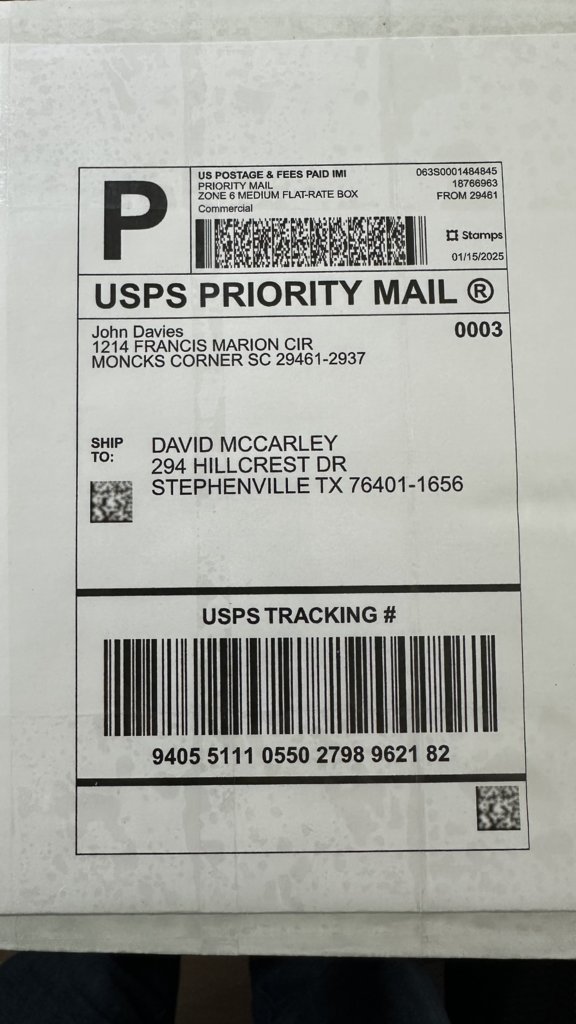 P
US POSTAGE & FEES PAID IMI
PRIORITY MAIL
ZONE 6 MEDIUM FLAT-RATE BOX
Commercial
063S0001484845
18766963
FROM 29461
Stamps
01/15/2025
USPS PRIORITY MAIL ®
John Davies
1214 FRANCIS MARION CIR
MONCKS CORNER SC 29461-2937
0003
SHIP
TO:
DAVID MCCARLEY
294 HILLCREST DR
STEPHENVILLE TX 76401-1656
USPS TRACKING #
9405 5111 0550 2798 9621 82